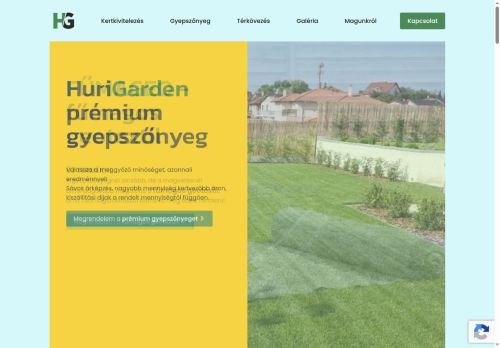 HG
Kertkivitelezés
Gyepszőnyeg
Térkövezés
Galéria
Magunkról
Kapcsolat
HuriGarden
prémium
gyepszőnyeg
Válassza a meggyőző minőséget, azonnali
eredménnyel!
Sávos árképzés, nagyobb mennyiség kedvezőbb áron,
kiszállítási díjak a rendelt mennyiségtől függően.
Megrendelem a prémium gyepszőnyeget >